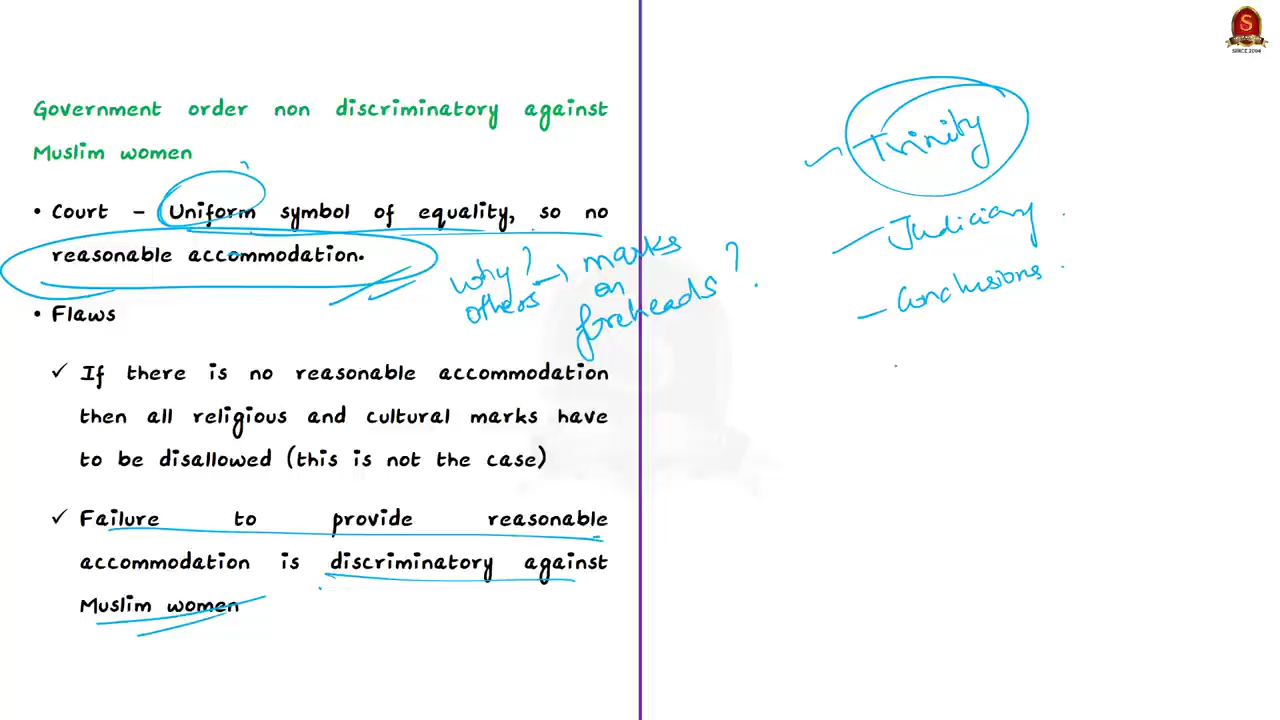 Government order non discriminatory against
Muslim women
• Court – Uniform symbol of equality, so no
reasonable accommodation.
why?
others → marks
on
foreheads ?
• Flaws
✓ If there is no reasonable accommodation
then all religious and cultural marks have
to be disallowed (this is not the case)
✓ Failure to provide reasonable
accommodation is discriminatory against
Muslim women
Trinity
– Judiciary
– Conclusions
S
SINCE 2004